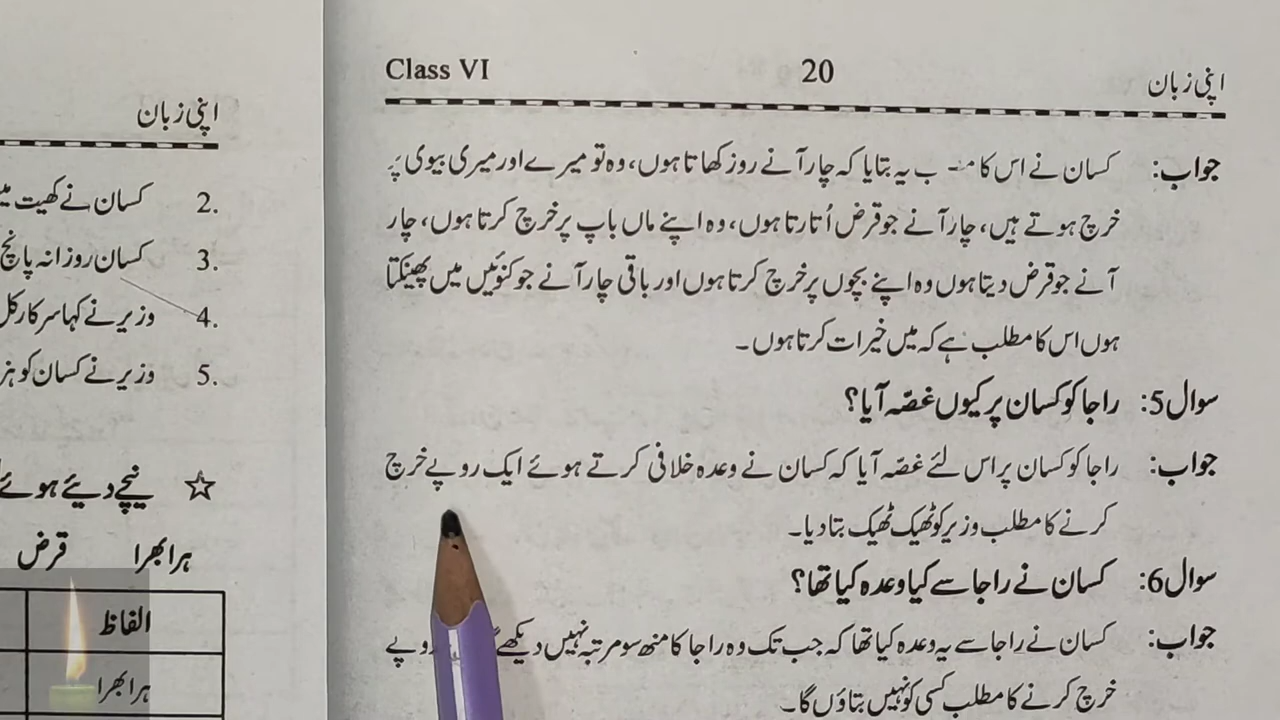 Class VI 20 اپنی زبان
جواب: کسان نے اس کا م ب یہ بتایا کہ چار آنے روز کھاتا ہوں، وہ تو میرے اور میری بیوی پر
خرچ ہوتے ہیں، چار آنے جو قرض اُتارتا ہوں، وہ اپنے ماں باپ پر خرچ کرتا ہوں، چار
آنے جو قرض دیتا ہوں وہ اپنے بچوں پر خرچ کرتا ہوں اور باقی چار آنے جو کنوئیں میں پھینکتا
ہوں اس کا مطلب ہے کہ میں خیرات کرتا ہوں۔
سوال 5: راجا کو کسان پر کیوں غصّہ آیا؟
جواب: راجا کو کسان پر اس لئے غصّہ آیا کہ کسان نے وعدہ خلافی کرتے ہوئے ایک روپے خرچ
کرنے کا مطلب وزیر کو ٹھیک ٹھیک بتا دیا۔
سوال 6: کسان نے راجا سے کیا وعدہ کیا تھا؟
جواب: کسان نے راجا سے یہ وعدہ کیا تھا کہ جب تک وہ راجا کا منھ سو مرتبہ نہیں دیکھے
خرچ کرنے کا مطلب کسی کو نہیں بتاؤں گا۔
اپنی زبان
2. کسان نے کھیت
3. کسان روزانہ پانچ
4. وزیر نے کہا سرکار کل
5. وزیر نے کسان کو
☆ نیچے دیئے ہوئے
ہرا بھرا قرض
الفاظ
ہرا بھرا